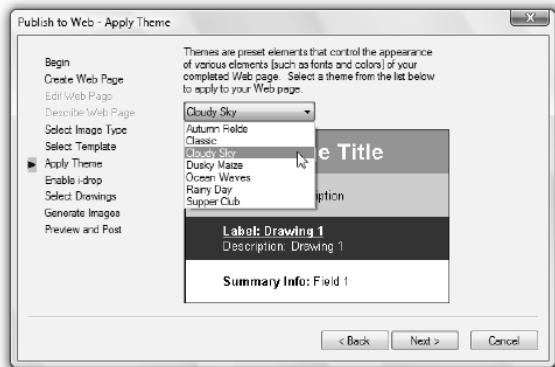 Publish to Web - Apply Theme
Begin
Create Web Page
Edit Web Page
Describe Web Page
Select Image Type
Select Template
Apply Theme
Enable i-drop
Select Drawings
Generate Images
Preview and Post
Themes are preset elements that control the appearance
of various elements [such as fonts and colors] of your
completed Web page. Select a theme from the list below
to apply to your Web page.
Cloudy Sky
Autumn Fields
Classic
Cloudy Sky
Dusky Maize
Ocean Waves
Rainy Day
Supper Club
e Title
ption
Label: Drawing 1
Description: Drawing 1
Summary Info: Field 1
< Back
Next >
Cancel